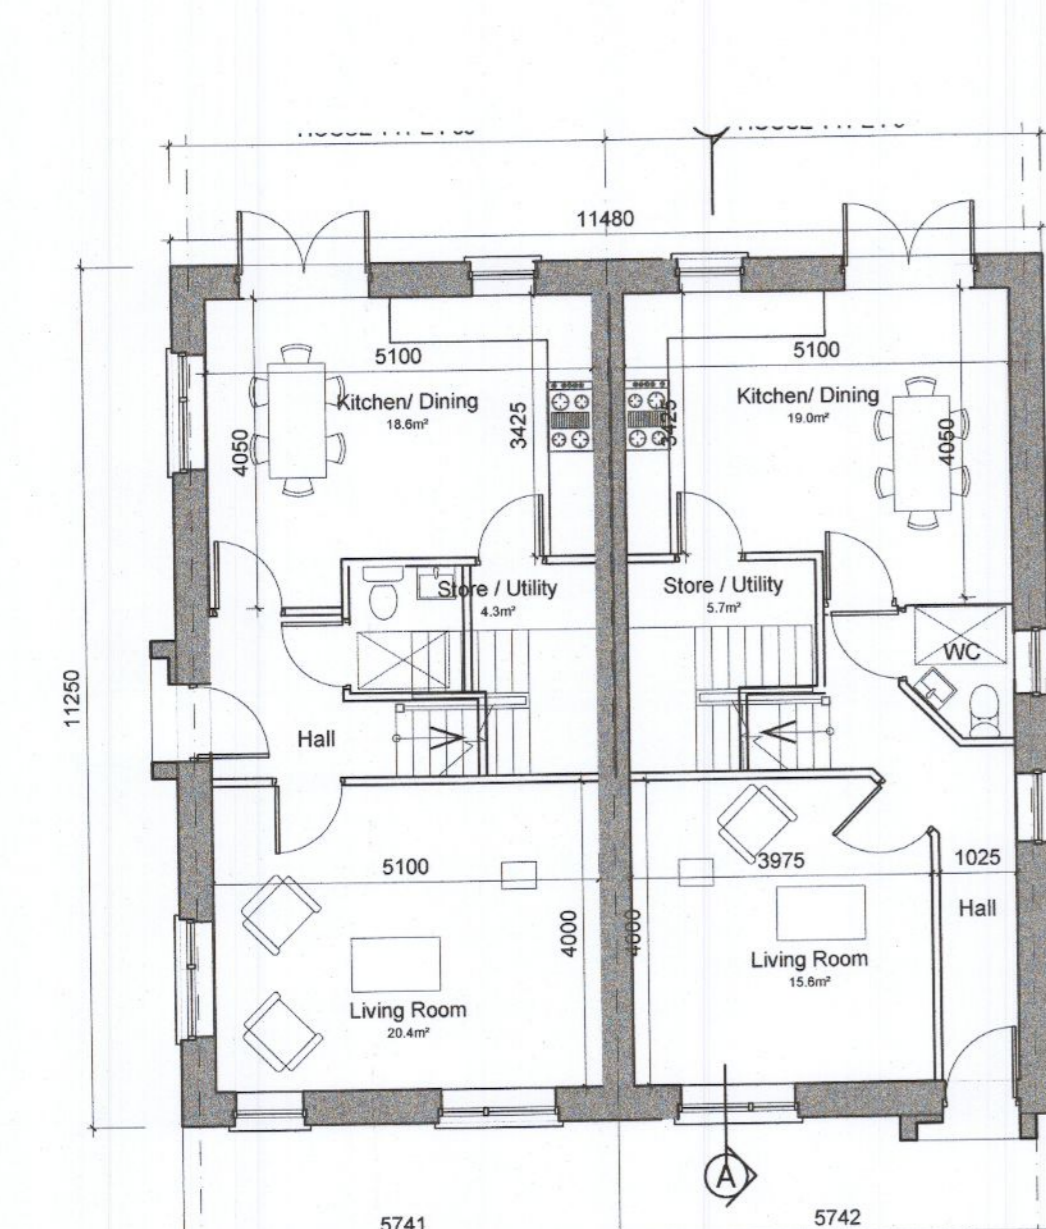 11480
5100
5100
Kitchen/ Dining
18.6m²
Kitchen/ Dining
19.0m²
3425
3425
4050
4050
Store / Utility
4.3m²
Store / Utility
5.7m²
WC
11250
Hall
5100
3975
1025
Hall
4000
4000
Living Room
15.6m²
Living Room
20.4m²
A
5741
5742